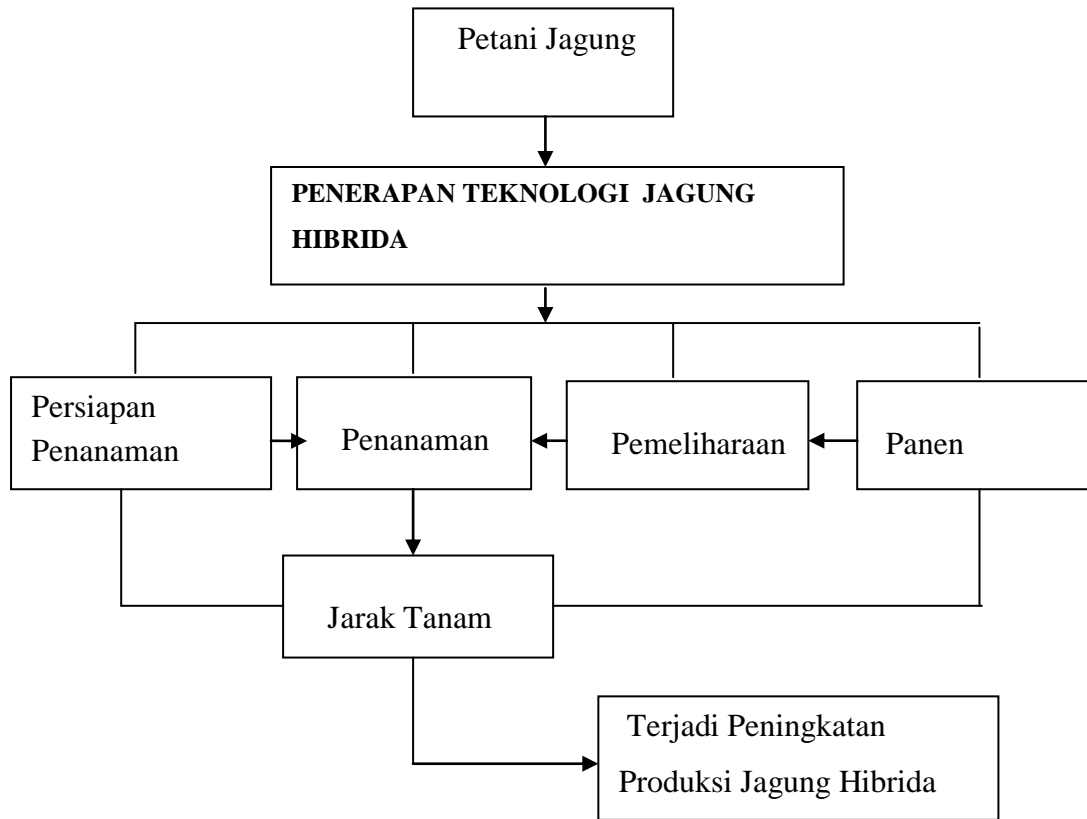 Petani Jagung
PENERAPAN TEKNOLOGI JAGUNG
HIBRIDA
Persiapan
Penanaman
Penanaman
Pemeliharaan
Panen
Jarak Tanam
Terjadi Peningkatan
Produksi Jagung Hibrida